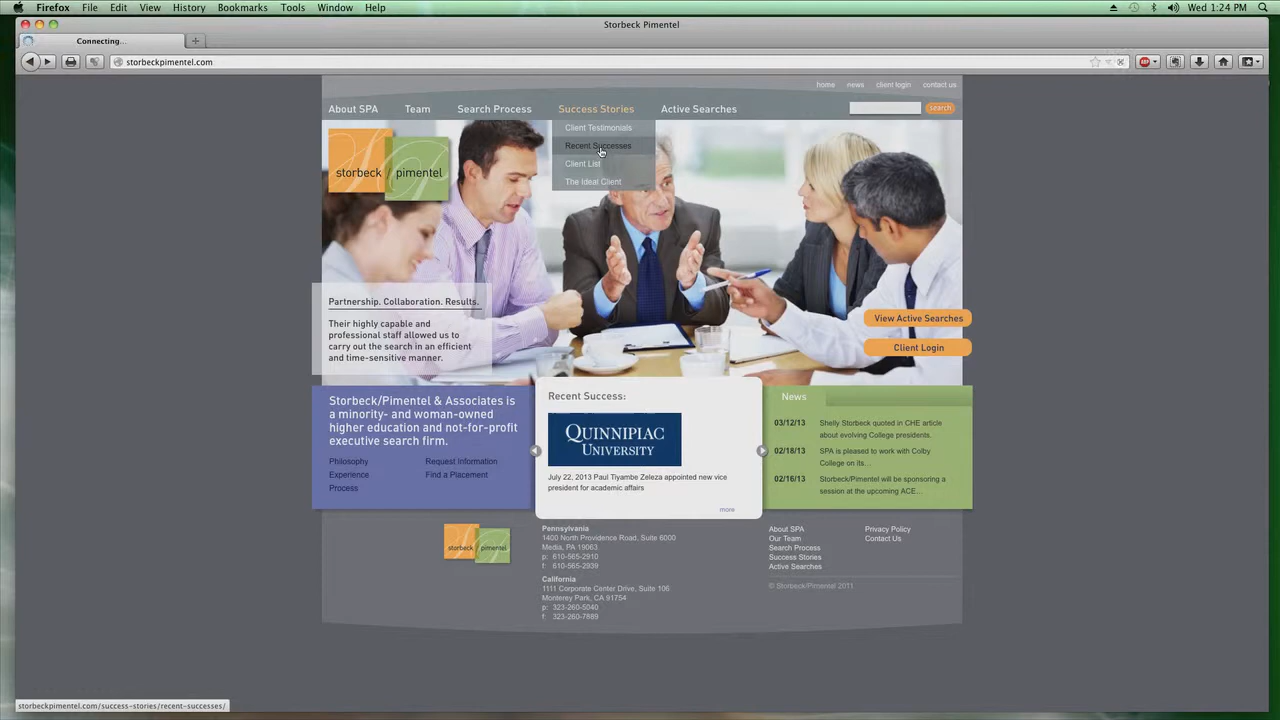 Firefox File Edit View History Bookmarks Tools Window Help
Wed 1:24 PM
Storbeck Pimentel
Connecting...
storbeckpimentel.com
ABP
home news client login contact us
About SPA Team Search Process Success Stories Active Searches
search
Client Testimonials
Recent Successes
Client List
The Ideal Client
storbeck pimentel
Partnership. Collaboration. Results.
Their highly capable and
professional staff allowed us to
carry out the search in an efficient
and time-sensitive manner.
View Active Searches
Client Login
Storbeck/Pimentel & Associates is
a minority- and woman-owned
higher education and not-for-profit
executive search firm.
Philosophy Request Information
Experience Find a Placement
Process
Recent Success:
QUINNIPIAC
UNIVERSITY
July 22, 2013 Paul Tiyambe Zeleza appointed new vice
president for academic affairs
more
News
03/12/13 Shelly Storbeck quoted in CHE article
about evolving College presidents.
02/18/13 SPA is pleased to work with Colby
College on its...
02/16/13 Storbeck/Pimentel will be sponsoring a
session at the upcoming ACE...
storbeck pimentel
Pennsylvania
1400 North Providence Road, Suite 6000
Media, PA 19063
p: 610-565-2910
f: 610-565-2939
California
1111 Corporate Center Drive, Suite 106
Monterey Park, CA 91754
p: 323-260-5040
f: 323-260-7889
About SPA Privacy Policy
Our Team Contact Us
Search Process
Success Stories
Active Searches
© Storbeck/Pimentel 2011
storbeckpimentel.com/success-stories/recent-successes/